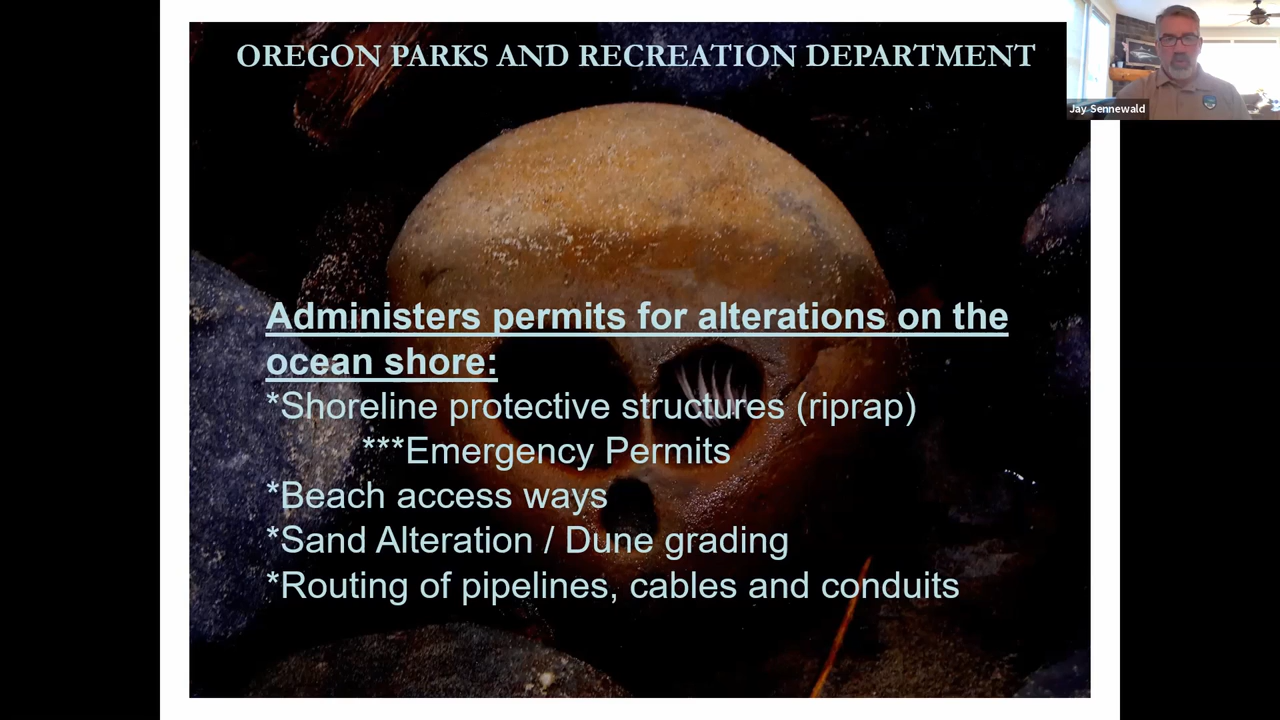 OREGON PARKS AND RECREATION DEPARTMENT
Jay Sennewald
Administers permits for alterations on the
ocean shore:
*Shoreline protective structures (riprap)
***Emergency Permits
*Beach access ways
*Sand Alteration / Dune grading
*Routing of pipelines, cables and conduits